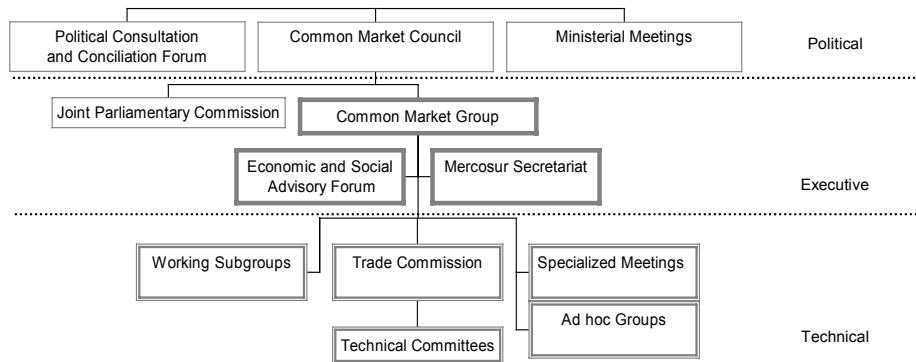 Political Consultation
and Conciliation Forum
Common Market Council
Ministerial Meetings
Political
Joint Parliamentary Commission
Common Market Group
Economic and Social
Advisory Forum
Mercosur Secretariat
Executive
Working Subgroups
Trade Commission
Specialized Meetings
Ad hoc Groups
Technical Committees
Technical